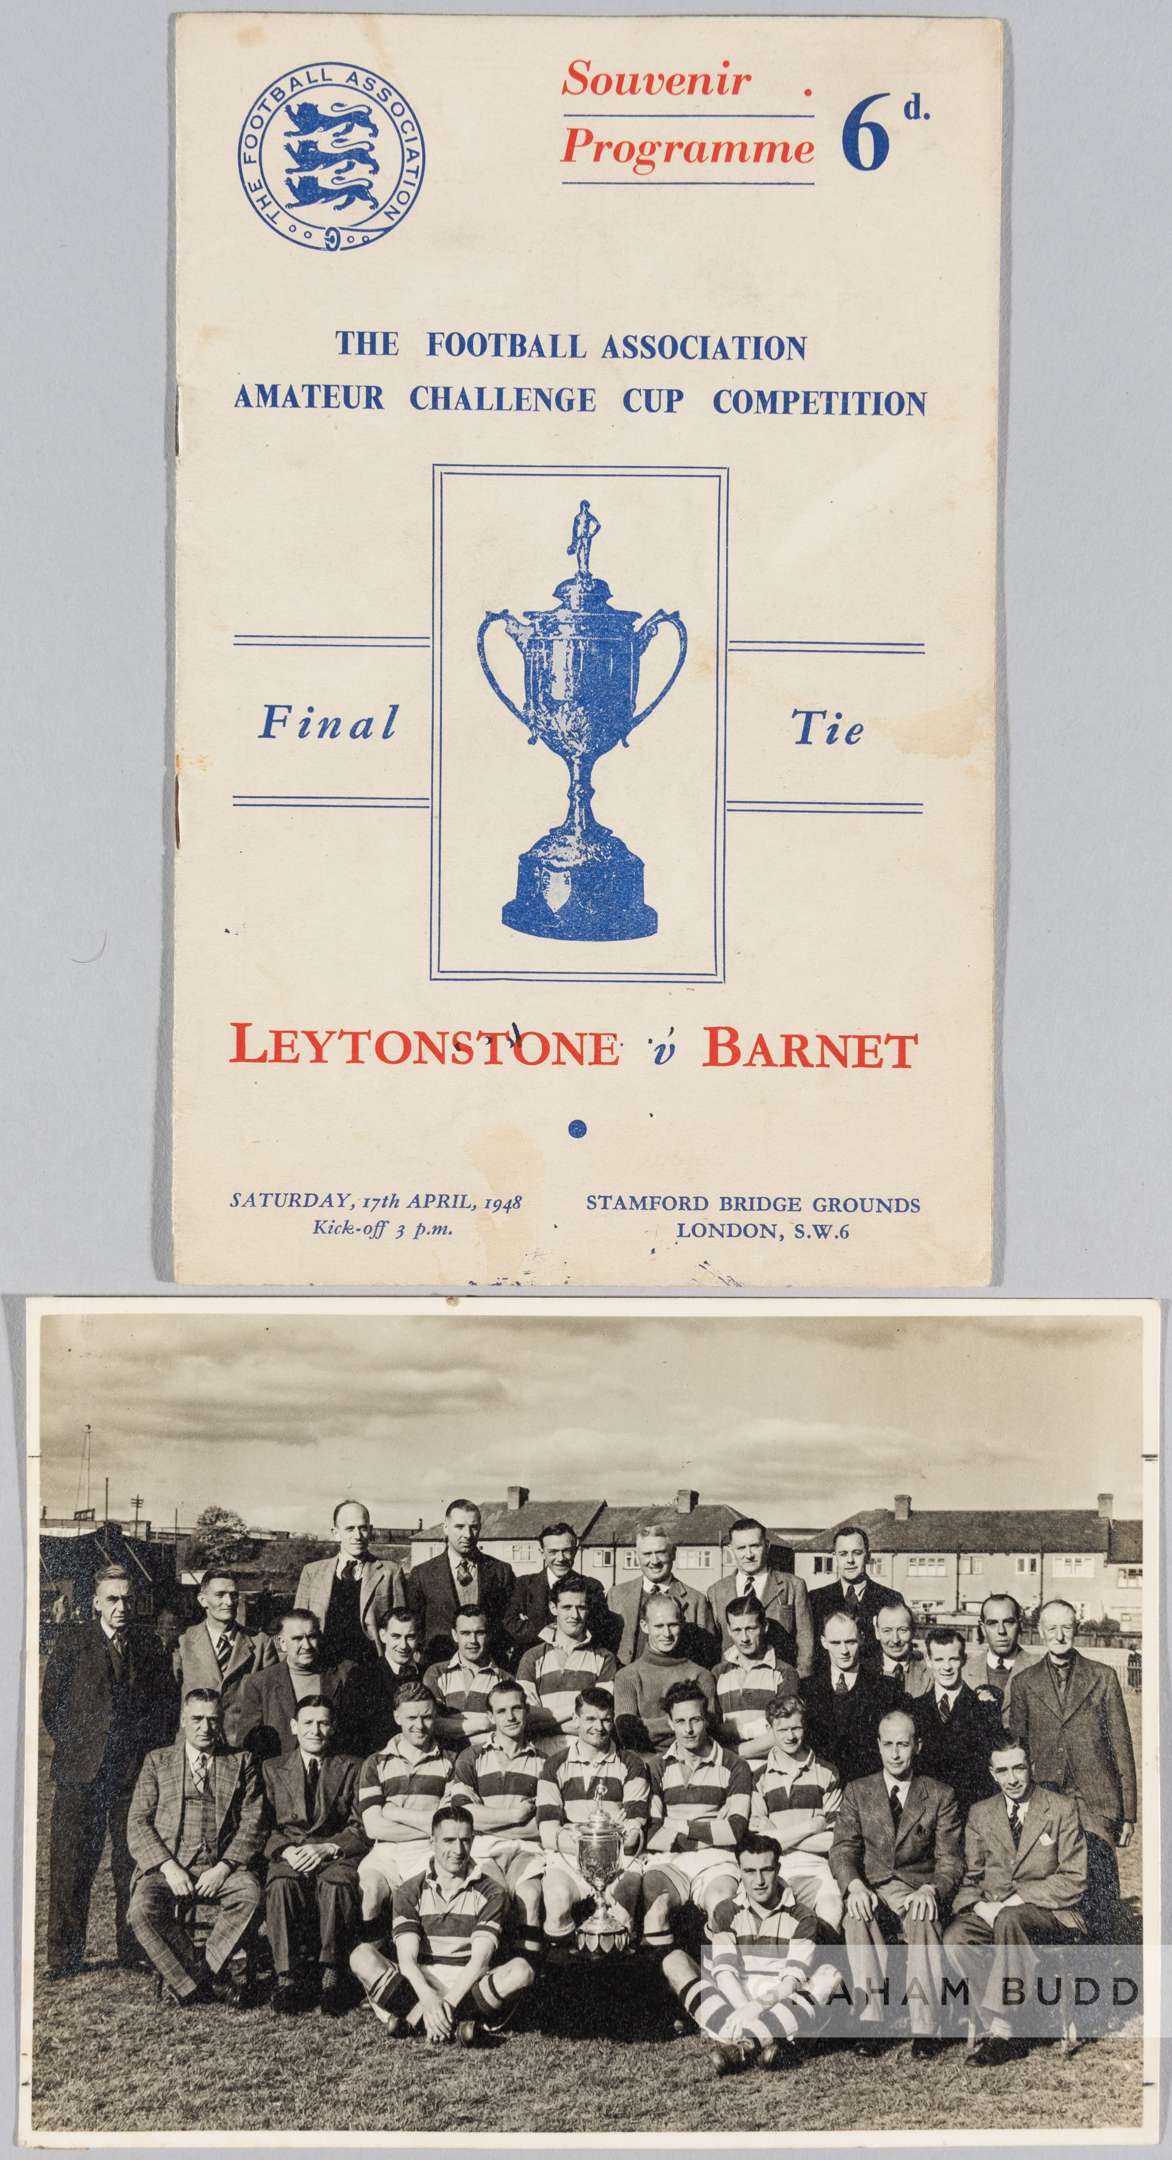 THE FOOTBALL ASSOCIATION
Souvenir .
Programme
6d.
THE FOOTBALL ASSOCIATION
AMATEUR CHALLENGE CUP COMPETITION
Final Tie
LEYTONSTONE v BARNET
SATURDAY, 17th APRIL, 1948
Kick-off 3 p.m.
STAMFORD BRIDGE GROUNDS
LONDON, S.W.6
GRAHAM BUDD